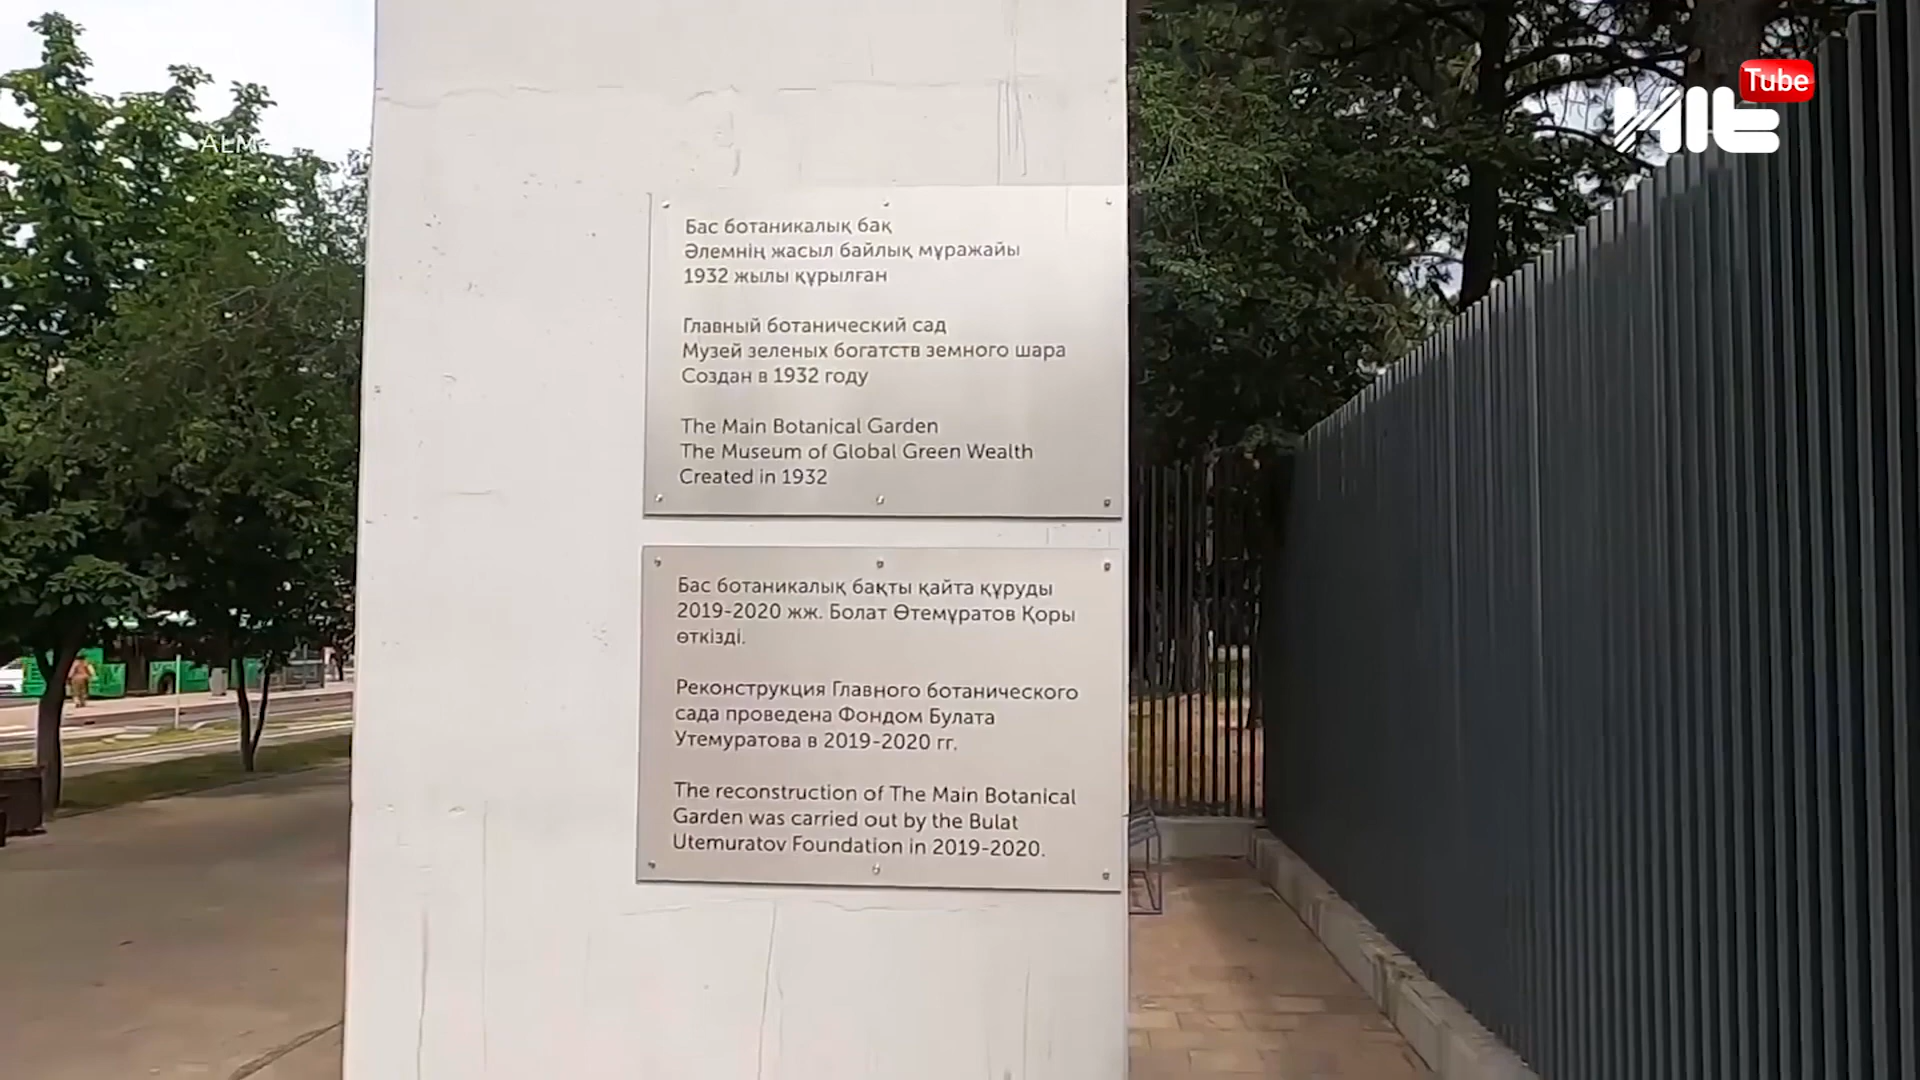 Tube
Hit
ALM
Бас ботаникалық бақ
Әлемнің жасыл байлық мұражайы
1932 жылы құрылған
Главный ботанический сад
Музей зеленых богатств земного шара
Создан в 1932 году
The Main Botanical Garden
The Museum of Global Green Wealth
Created in 1932
Бас ботаникалық бақты қайта құруды
2019-2020 жж. Болат Өтемұратов Қоры
өткізді.
Реконструкция Главного ботанического
сада проведена Фондом Булата
Утемуратова в 2019-2020 гг.
The reconstruction of The Main Botanical
Garden was carried out by the Bulat
Utemuratov Foundation in 2019-2020.